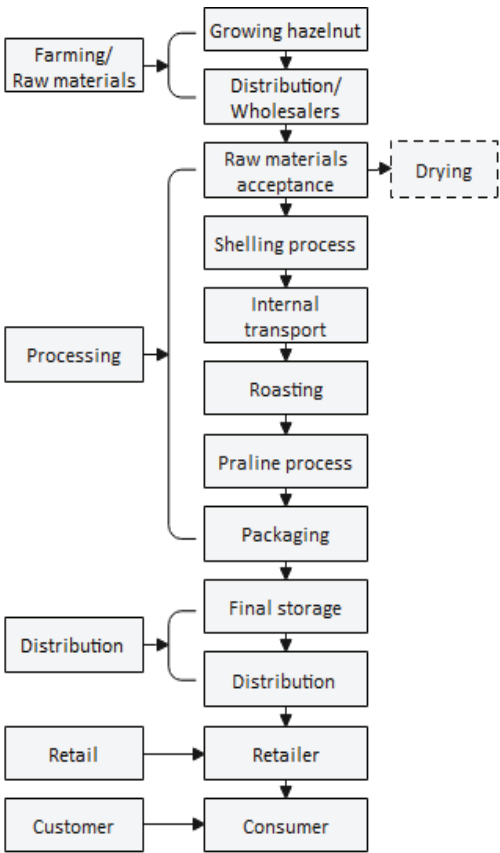 Growing hazelnut
Farming/
Raw materials
Distribution/
Wholesalers
Raw materials
acceptance
Drying
Shelling process
Internal
transport
Processing
Roasting
Praline process
Packaging
Final storage
Distribution
Distribution
Retail
Retailer
Customer
Consumer